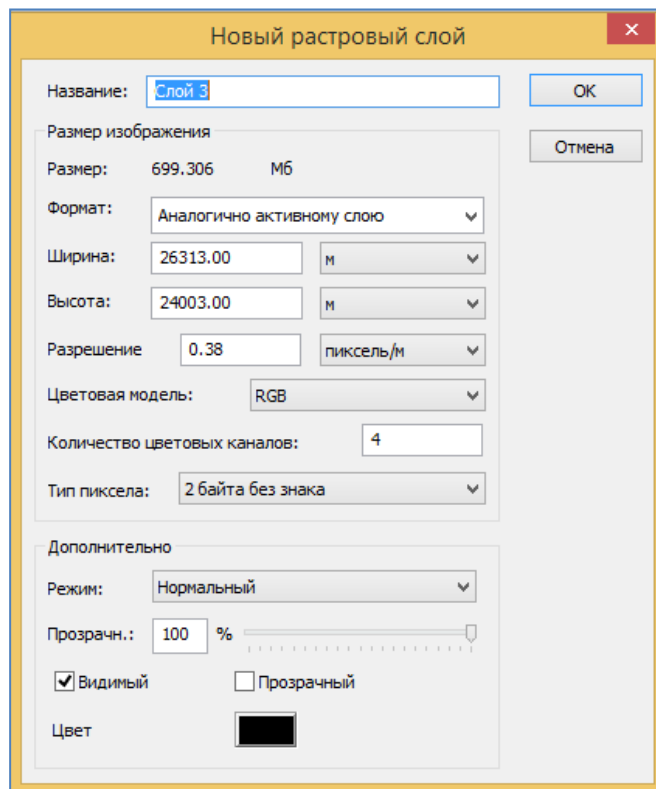 Новый растровый слой
Название: Слой 3 OK
Размер изображения
Отмена
Размер: 699.306 Мб
Формат: Аналогично активному слою
Ширина: 26313.00 м
Высота: 24003.00 м
Разрешение 0.38 пиксель/м
Цветовая модель: RGB
Количество цветовых каналов: 4
Тип пиксела: 2 байта без знака
Дополнительно
Режим: Нормальный
Прозрачн.: 100 %
Видимый Прозрачный
Цвет